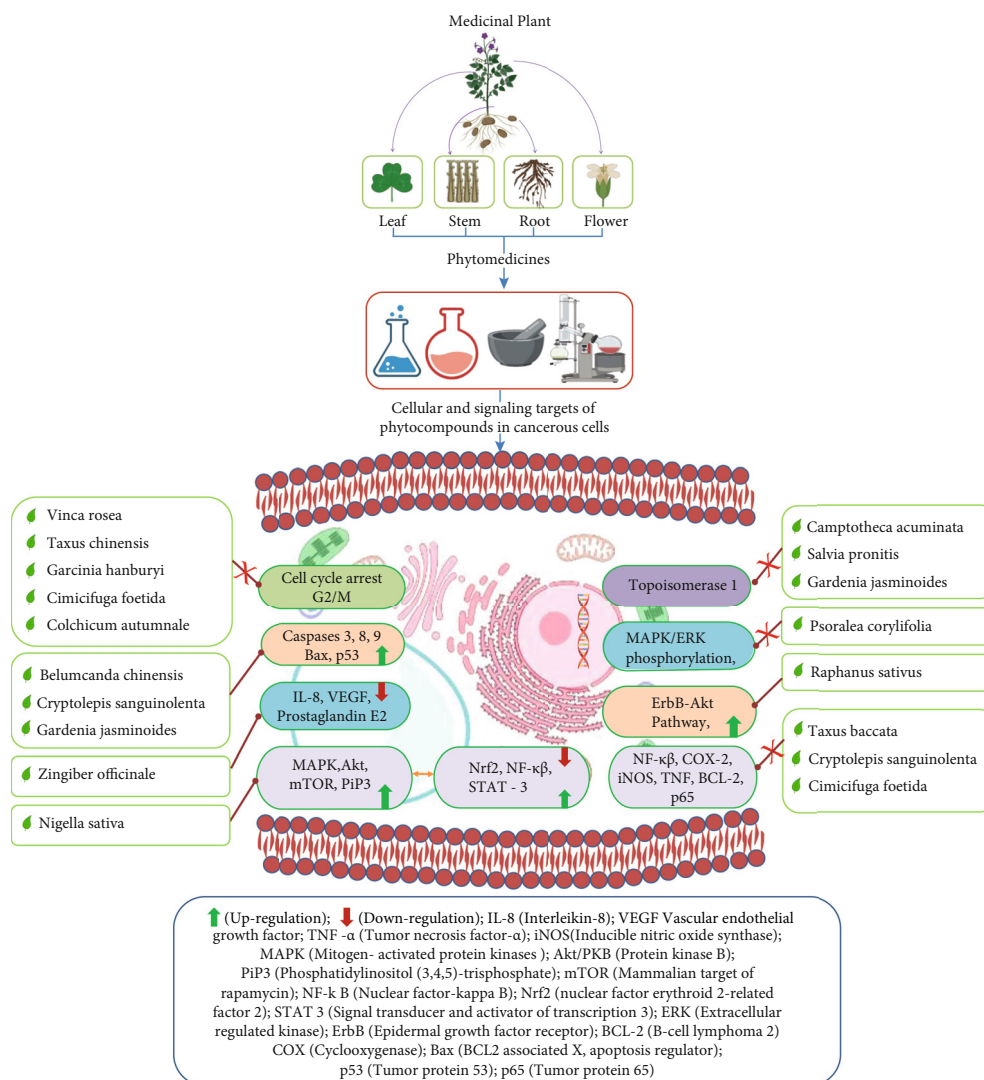 Medicinal Plant
Leaf
Stem
Root
Flower
Phytomedicines
Cellular and signaling targets of
phytocompounds in cancerous cells
Vinca rosea
Taxus chinensis
Garcinia hanburyi
Cimicifuga foetida
Colchicum autumnale
Belumcanda chinensis
Cryptolepis sanguinolenta
Gardenia jasminoides
Zingiber officinale
Nigella sativa
Cell cycle arrest
G2/M
Caspases 3, 8, 9
Bax, p53
IL-8, VEGF,
Prostaglandin E2
MAPK,Akt,
mTOR, PiP3
Nrf2, NF-κβ,
STAT - 3
Topoisomerase 1
MAPK/ERK
phosphorylation,
ErbB-Akt
Pathway,
NF-κβ, COX-2,
iNOS, TNF, BCL-2,
p65
Camptotheca acuminata
Salvia pronitis
Gardenia jasminoides
Psoralea corylifolia
Raphanus sativus
Taxus baccata
Cryptolepis sanguinolenta
Cimicifuga foetida
(Up-regulation); (Down-regulation); IL-8 (Interleikin-8); VEGF Vascular endothelial
growth factor; TNF -α (Tumor necrosis factor-α); iNOS(Inducible nitric oxide synthase);
MAPK (Mitogen- activated protein kinases ); Akt/PKB (Protein kinase B);
PiP3 (Phosphatidylinositol (3,4,5)-trisphosphate); mTOR (Mammalian target of
rapamycin); NF-k B (Nuclear factor-kappa B); Nrf2 (nuclear factor erythroid 2-related
factor 2); STAT 3 (Signal transducer and activator of transcription 3); ERK (Extracellular
regulated kinase); ErbB (Epidermal growth factor receptor); BCL-2 (B-cell lymphoma 2)
COX (Cyclooxygenase); Bax (BCL2 associated X, apoptosis regulator);
p53 (Tumor protein 53); p65 (Tumor protein 65)